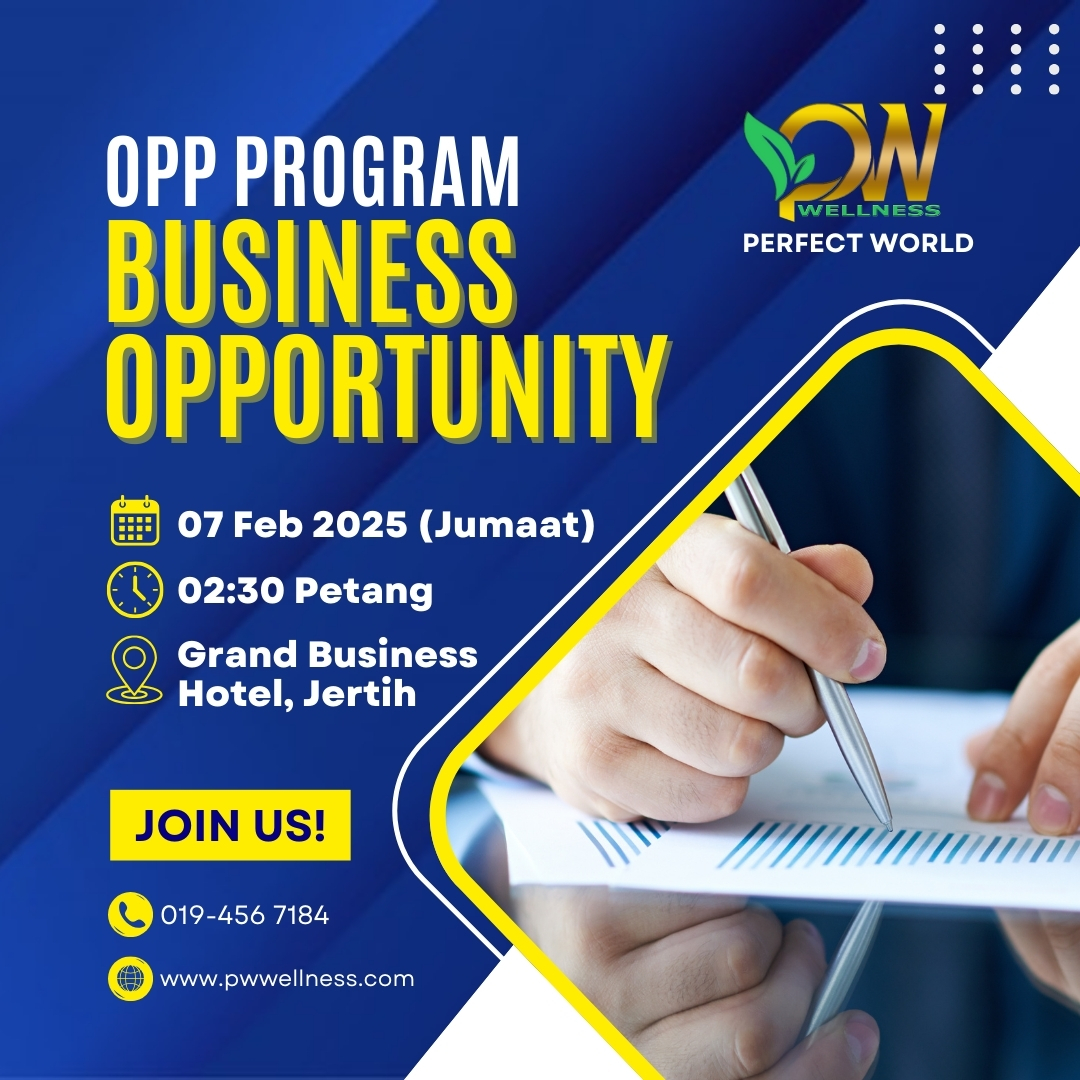 OPP PROGRAM
BUSINESS
OPPORTUNITY
PW
WELLNESS
PERFECT WORLD
07 Feb 2025 (Jumaat)
02:30 Petang
Grand Business
Hotel, Jertih
JOIN US!
019-456 7184
www.pwwellness.com